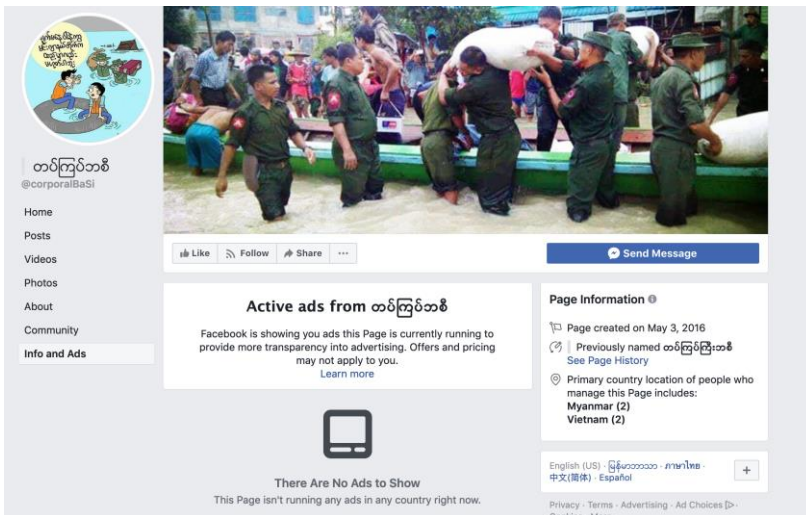 တပ်ကြပ်ဘစီ
@corporalBaSi
Home
Posts
Videos
Photos
About
Community
Info and Ads
Like
Follow
Share
Send Message
Active ads from တပ်ကြပ်ဘစီ
Facebook is showing you ads this Page is currently running to
provide more transparency into advertising. Offers and pricing
may not apply to you.
Learn more
There Are No Ads to Show
This Page isn't running any ads in any country right now.
Page Information
Page created on May 3, 2016
Previously named တပ်ကြပ်ကြီးဘစီ
See Page History
Primary country location of people who
manage this Page includes:
Myanmar (2)
Vietnam (2)
English (US) · မြန်မာဘာသာ · ภาษาไทย ·
中文(简体) · Español
Privacy · Terms · Advertising · Ad Choices ·